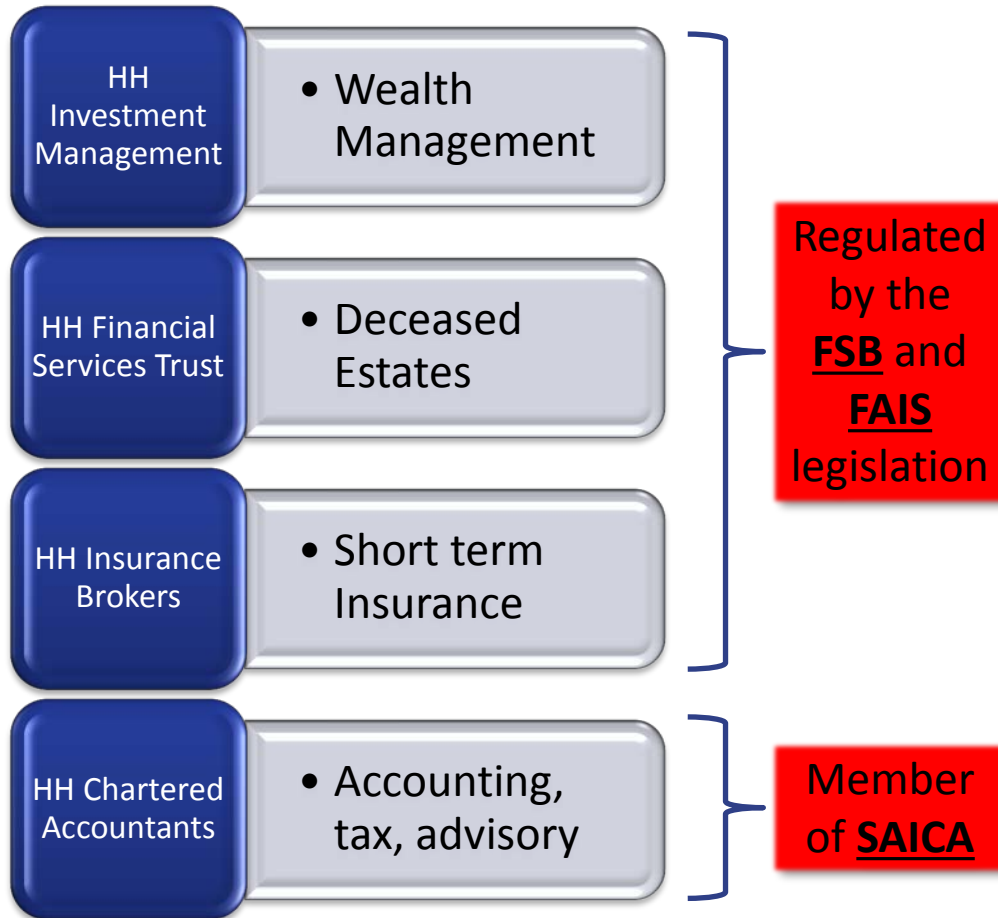 HH
Investment
Management
• Wealth
Management
HH Financial
Services Trust
• Deceased
Estates
HH Insurance
Brokers
• Short term
Insurance
Regulated
by the
FSB and
FAIS
legislation
HH Chartered
Accountants
• Accounting,
tax, advisory
Member
of SAICA